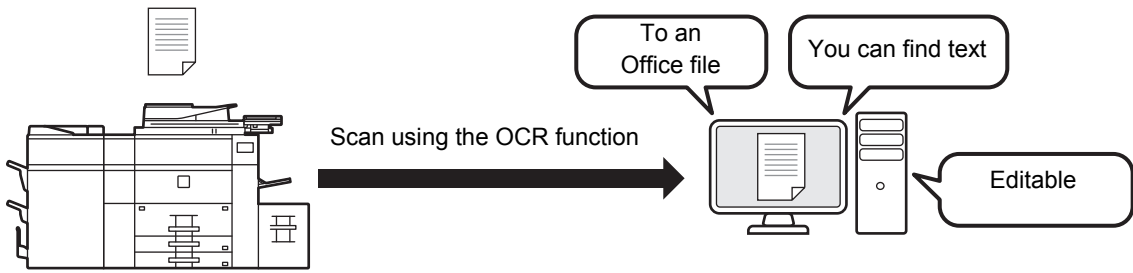 To an
Office file
You can find text
Scan using the OCR function
Editable